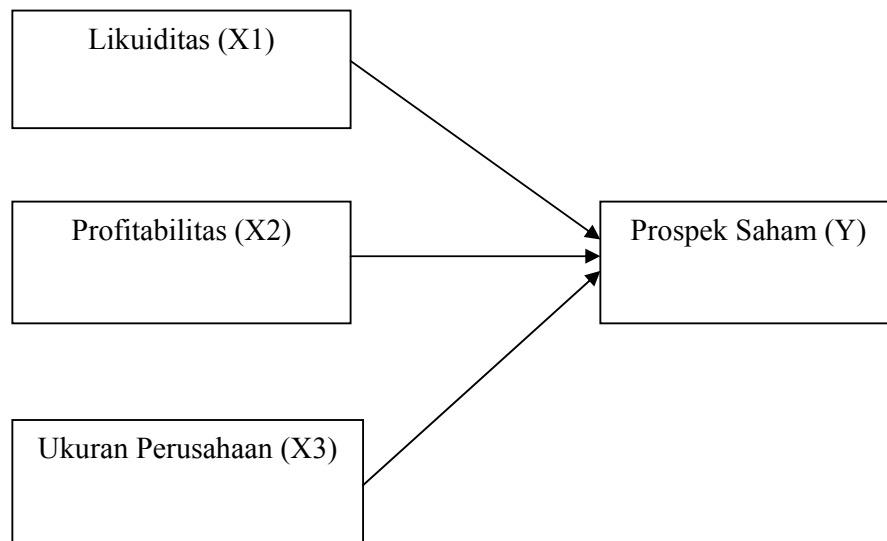 Likuiditas (X1)
Profitabilitas (X2)
Prospek Saham (Y)
Ukuran Perusahaan (X3)